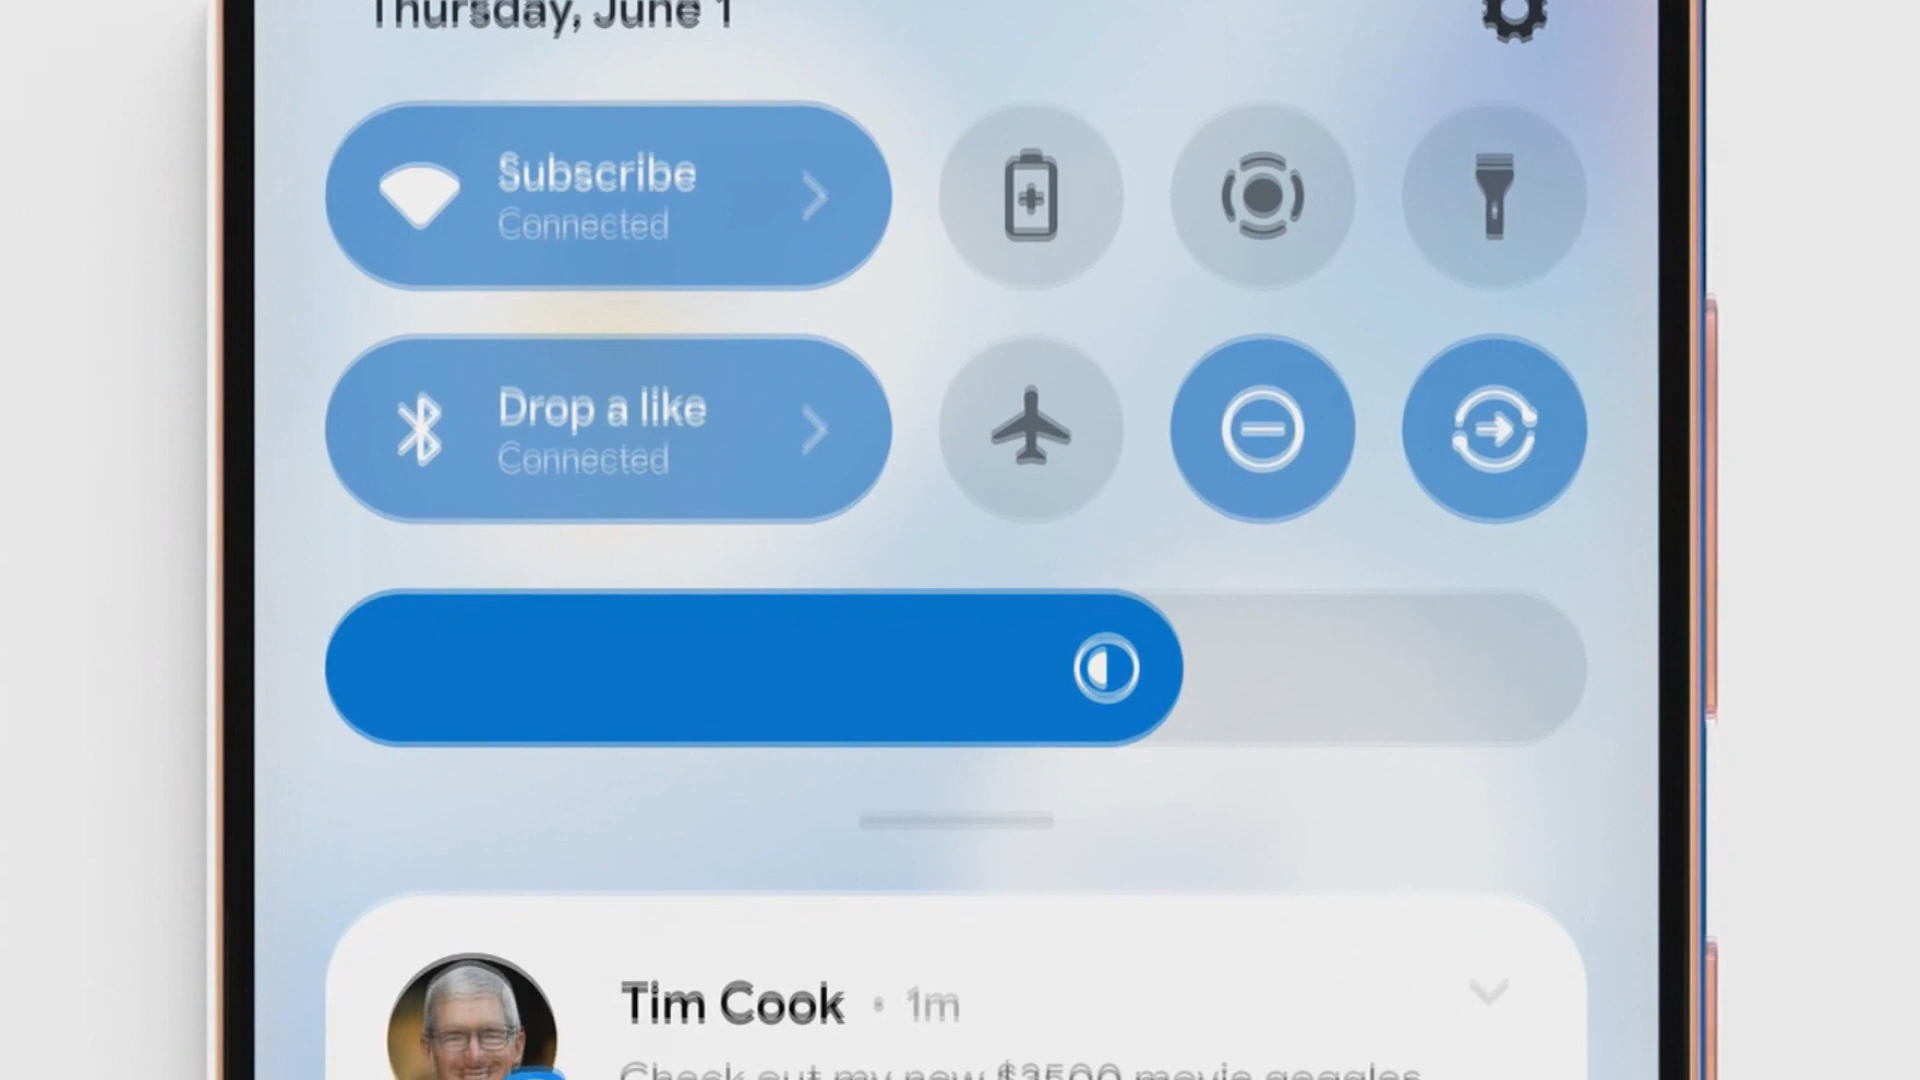 Thursday, June 1
Subscribe
Connected
Drop a like
Connected
Tim Cook • 1m
Check out my new $3500 movie goggles